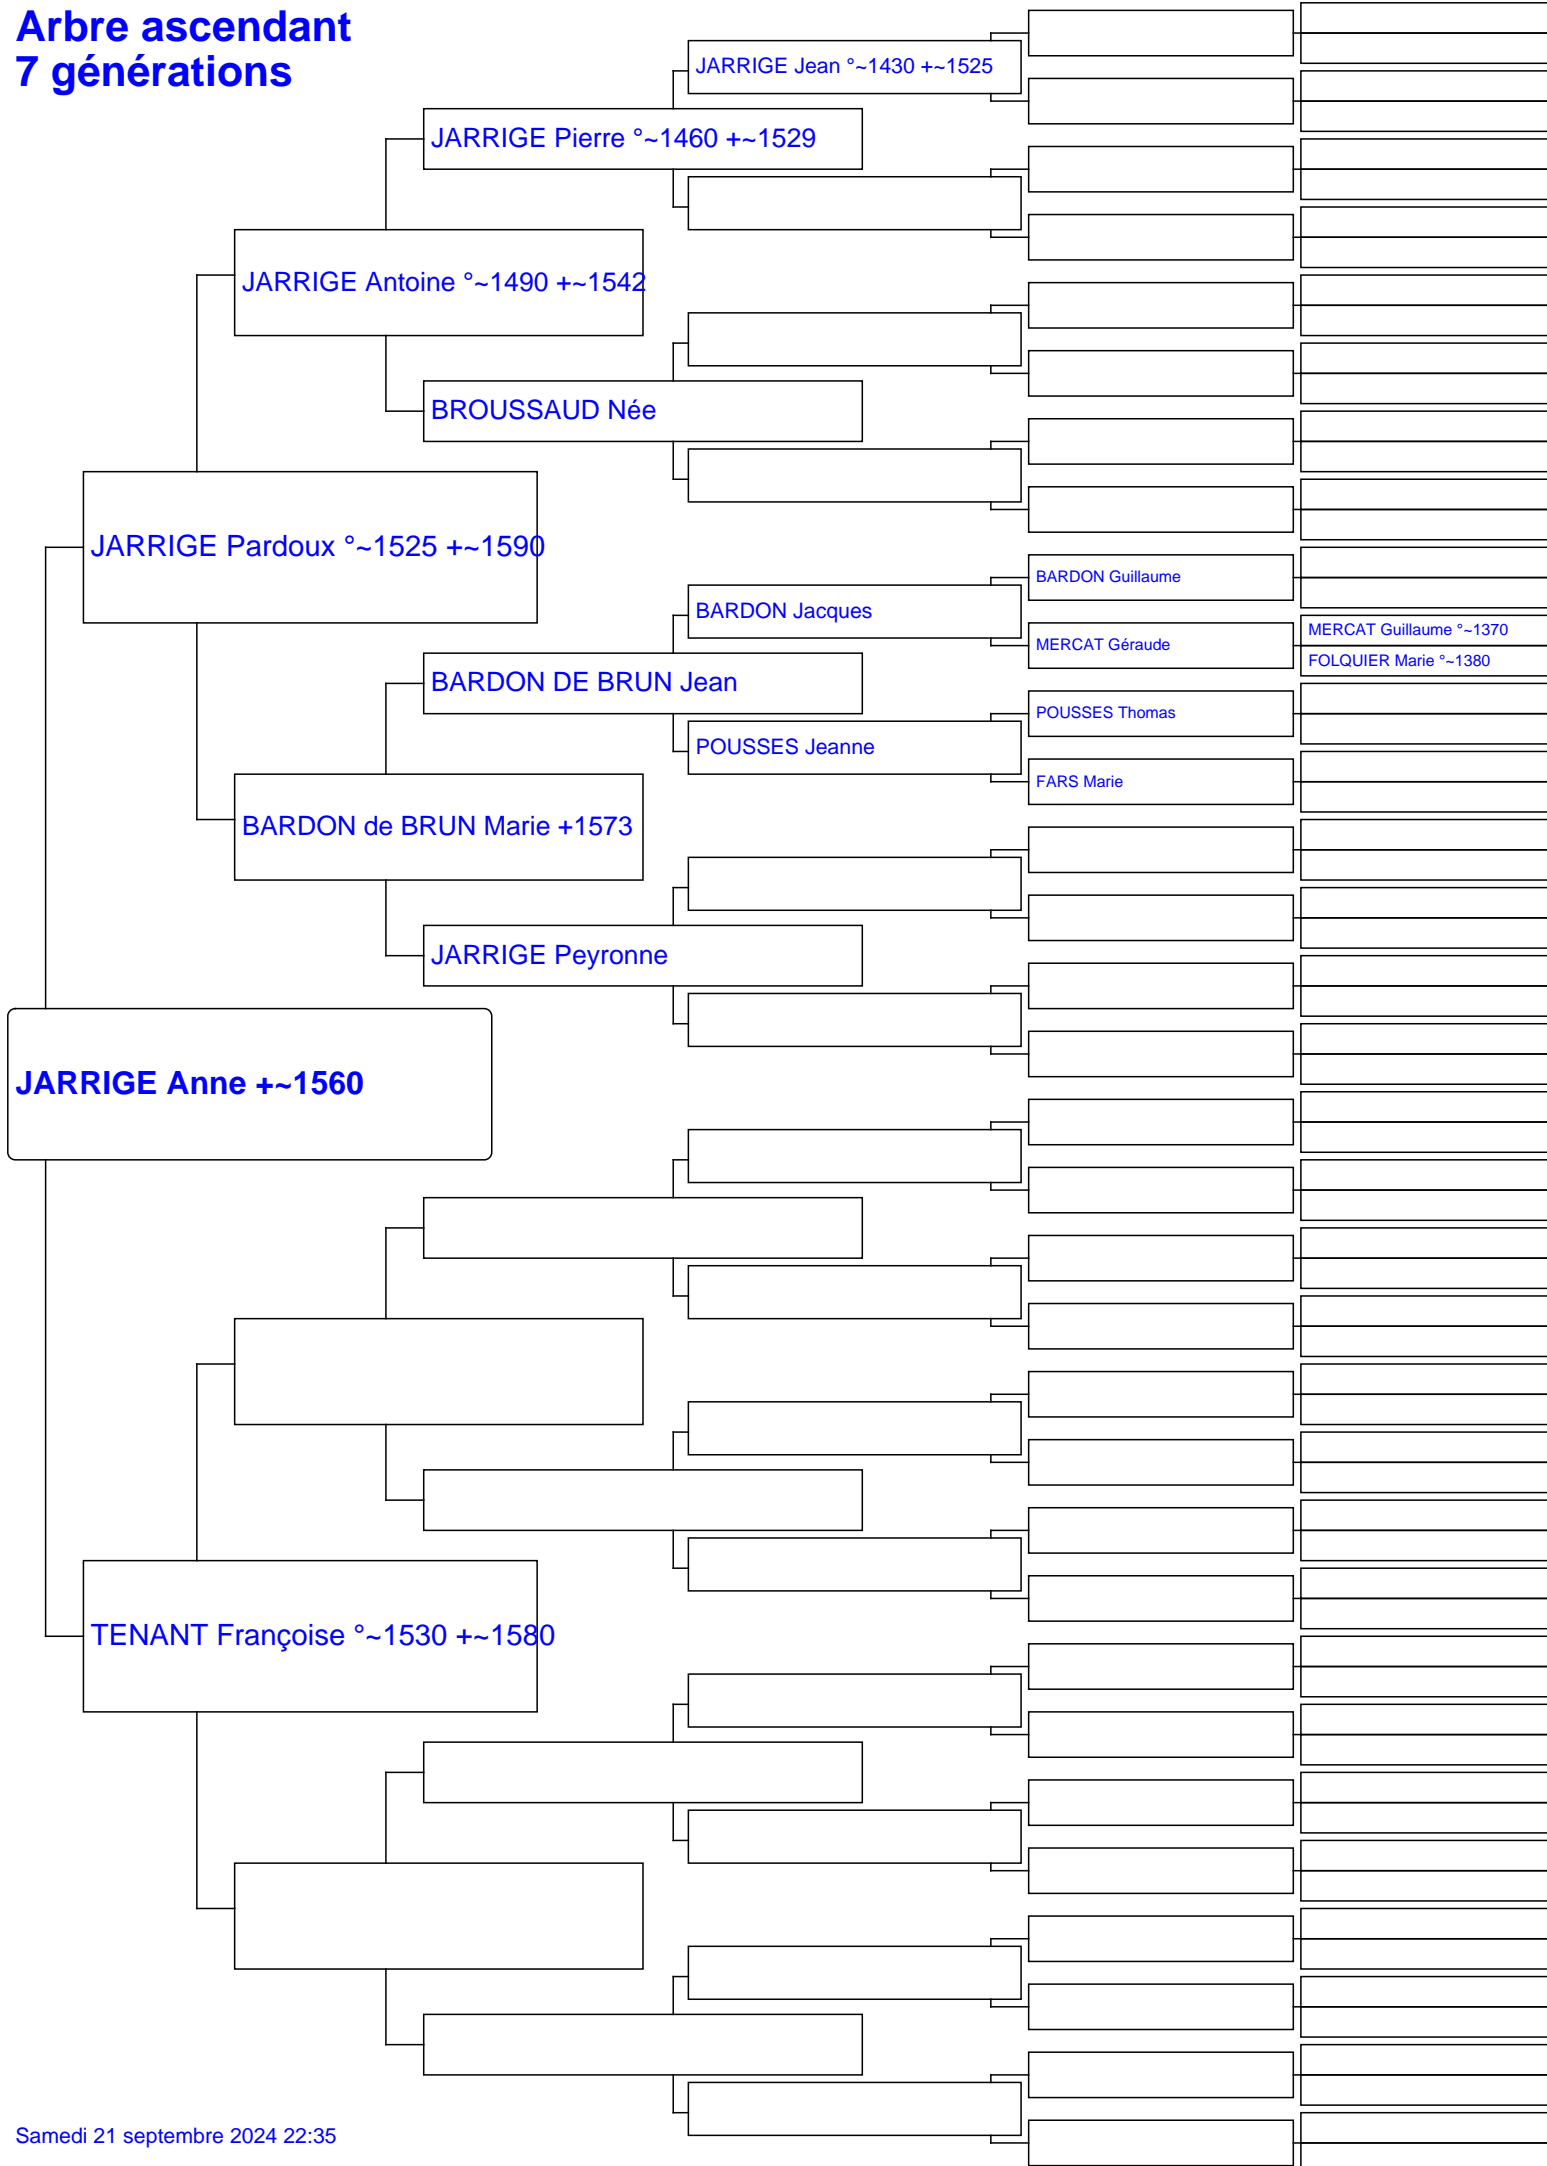 Arbre ascendant
7 générations
JARRIGE Jean °~1430 +~1525
JARRIGE Pierre °~1460 +~1529
JARRIGE Antoine °~1490 +~1542
BROUSSAUD Née
JARRIGE Pardoux °~1525 +~1590
BARDON Guillaume
BARDON Jacques
MERCAT Guillaume °~1370
MERCAT Géraude
FOLQUIER Marie °~1380
BARDON DE BRUN Jean
POUSSES Thomas
POUSSES Jeanne
FARS Marie
BARDON de BRUN Marie +1573
JARRIGE Peyronne
JARRIGE Anne +~1560
TENANT Françoise °~1530 +~1580
Samedi 21 septembre 2024 22:35